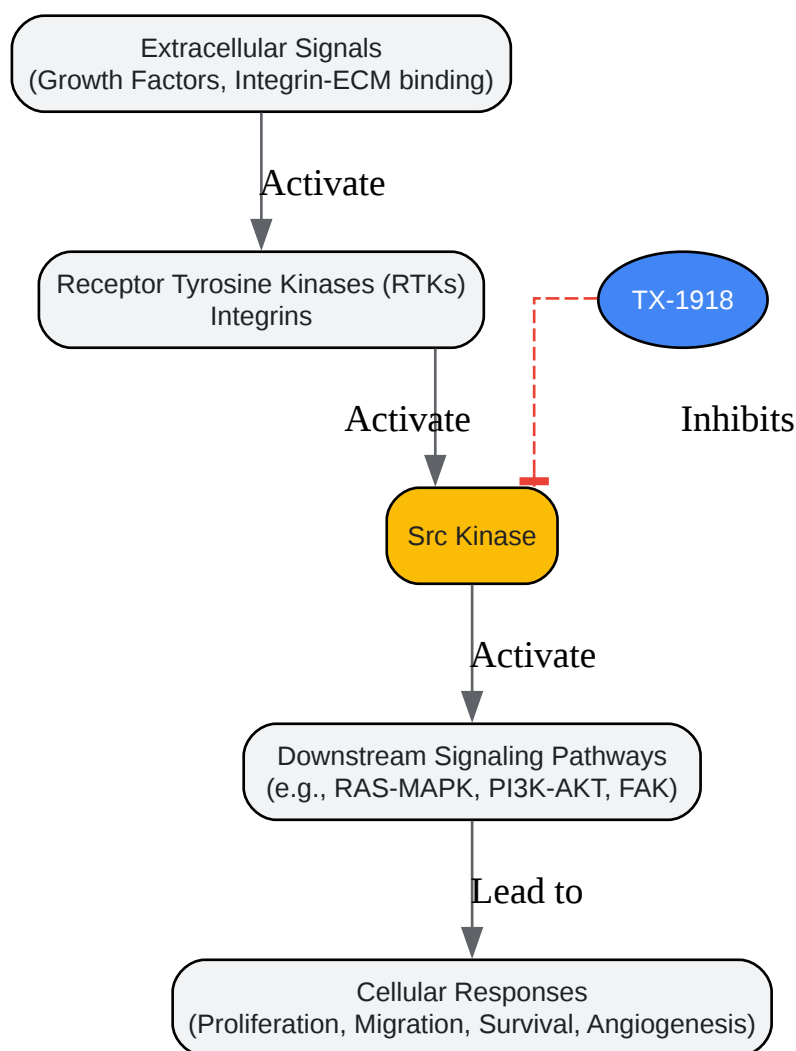 Extracellular Signals
(Growth Factors, Integrin-ECM binding)
Activate
Receptor Tyrosine Kinases (RTKs)
Integrins
TX-1918
Activate
Inhibits
Src Kinase
Activate
Downstream Signaling Pathways
(e.g., RAS-MAPK, PI3K-AKT, FAK)
Lead to
Cellular Responses
(Proliferation, Migration, Survival, Angiogenesis)